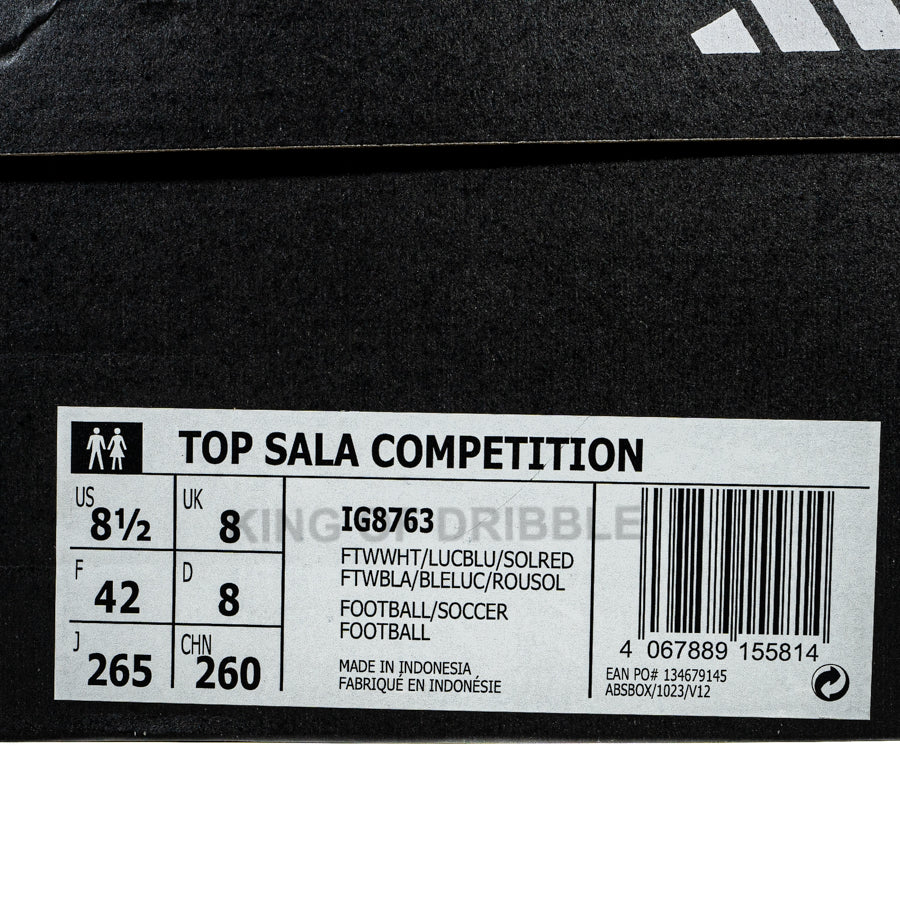 TOP SALA COMPETITION
US
8½
UK
8
F
42
D
8
J
265
CHN
260
IG8763
FTWWHT/LUCBLU/SOLRED
FTWBLA/BLELUC/ROUSOL
FOOTBALL/SOCCER
FOOTBALL
MADE IN INDONESIA
FABRIQUÉ EN INDONÉSIE
KING OF DRIBBLE
4 067889 155814
EAN PO# 134679145
ABSBOX/1023/V12